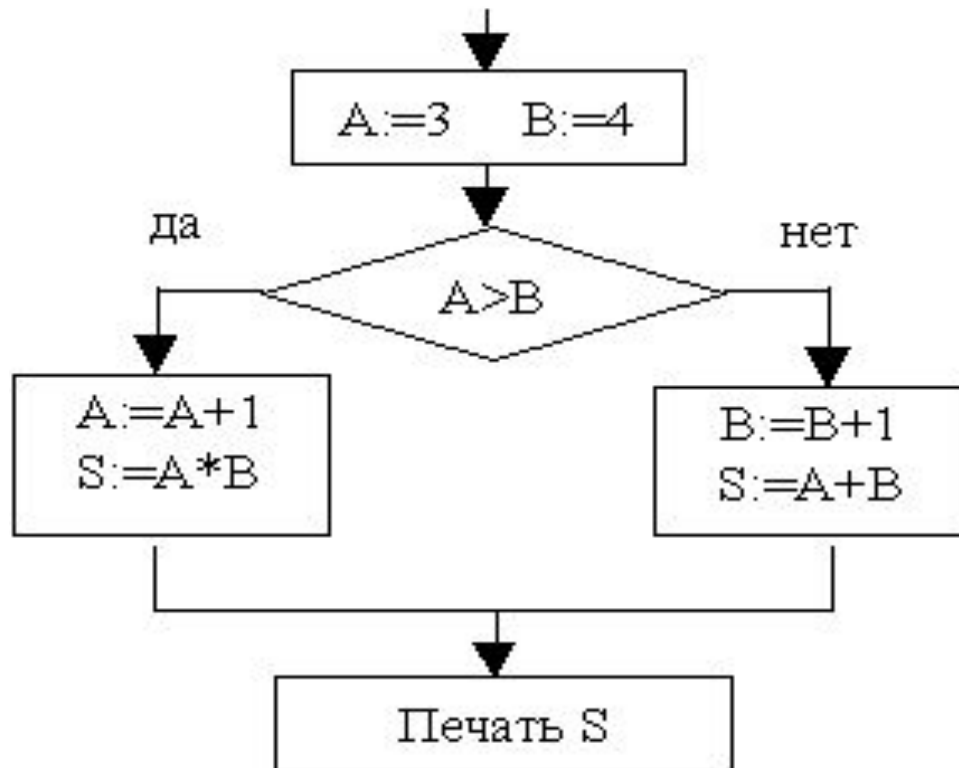 A:=3 B:=4
да
нет
A>B
A:=A+1
S:=A*B
B:=B+1
S:=A+B
Печать S